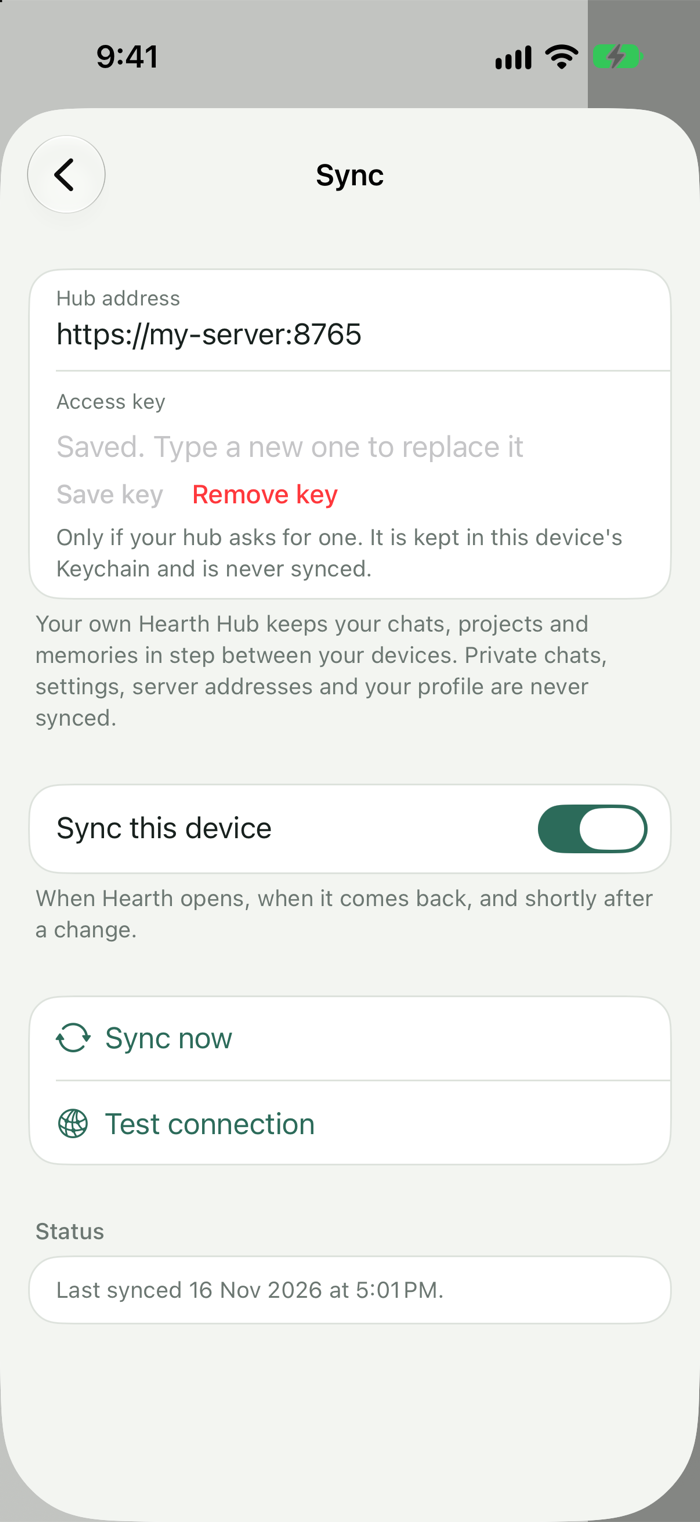 9:41
Sync
Hub address
https://my-server:8765
Access key
Saved. Type a new one to replace it
Save key Remove key
Only if your hub asks for one. It is kept in this device's
Keychain and is never synced.
Your own Hearth Hub keeps your chats, projects and
memories in step between your devices. Private chats,
settings, server addresses and your profile are never
synced.
Sync this device
When Hearth opens, when it comes back, and shortly after
a change.
Sync now
Test connection
Status
Last synced 16 Nov 2026 at 5:01 PM.